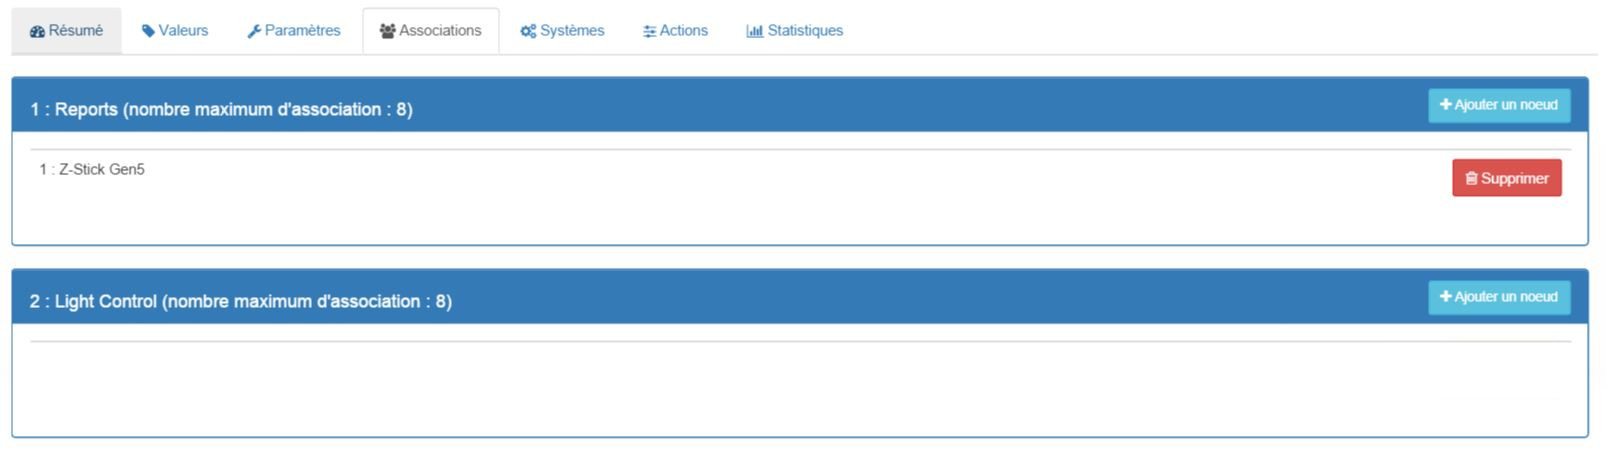 Résumé Valeurs Paramètres Associations Systèmes Actions Statistiques
1 : Reports (nombre maximum d'association : 8) Ajouter un noeud
1 : Z-Stick Gen5 Supprimer
2 : Light Control (nombre maximum d'association : 8) Ajouter un noeud